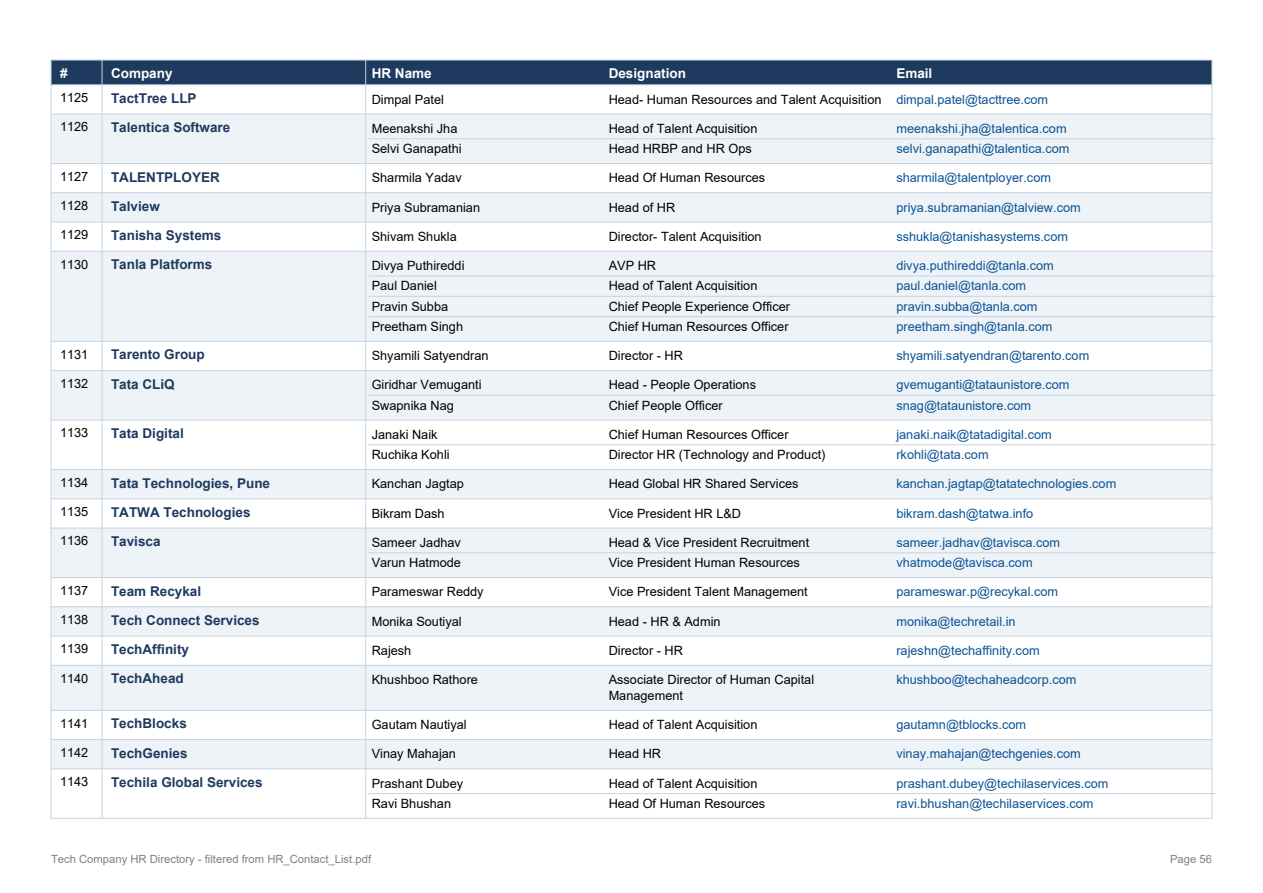 # Company HR Name Designation Email
1125 TactTree LLP Dimpal Patel Head- Human Resources and Talent Acquisition dimpal.patel@tacttree.com
1126 Talentica Software Meenakshi Jha Head of Talent Acquisition meenakshi.jha@talentica.com
Selvi Ganapathi Head HRBP and HR Ops selvi.ganapathi@talentica.com
1127 TALENTPLOYER Sharmila Yadav Head Of Human Resources sharmila@talentployer.com
1128 Talview Priya Subramanian Head of HR priya.subramanian@talview.com
1129 Tanisha Systems Shivam Shukla Director- Talent Acquisition sshukla@tanishasystems.com
1130 Tanla Platforms Divya Puthireddi AVP HR divya.puthireddi@tanla.com
Paul Daniel Head of Talent Acquisition paul.daniel@tanla.com
Pravin Subba Chief People Experience Officer pravin.subba@tanla.com
Preetham Singh Chief Human Resources Officer preetham.singh@tanla.com
1131 Tarento Group Shyamili Satyendran Director - HR shyamili.satyendran@tarento.com
1132 Tata CLiQ Giridhar Vemuganti Head - People Operations gvemuganti@tataunistore.com
Swapnika Nag Chief People Officer snag@tataunistore.com
1133 Tata Digital Janaki Naik Chief Human Resources Officer janaki.naik@tatadigital.com
Ruchika Kohli Director HR (Technology and Product) rkohli@tata.com
1134 Tata Technologies, Pune Kanchan Jagtap Head Global HR Shared Services kanchan.jagtap@tatatechnologies.com
1135 TATWA Technologies Bikram Dash Vice President HR L&D bikram.dash@tatwa.info
1136 Tavisca Sameer Jadhav Head & Vice President Recruitment sameer.jadhav@tavisca.com
Varun Hatmode Vice President Human Resources vhatmode@tavisca.com
1137 Team Recykal Parameswar Reddy Vice President Talent Management parameswar.p@recykal.com
1138 Tech Connect Services Monika Soutiyal Head - HR & Admin monika@techretail.in
1139 TechAffinity Rajesh Director - HR rajeshn@techaffinity.com
1140 TechAhead Khushboo Rathore Associate Director of Human Capital khushboo@techaheadcorp.com
Management
1141 TechBlocks Gautam Nautiyal Head of Talent Acquisition gautamn@tblocks.com
1142 TechGenies Vinay Mahajan Head HR vinay.mahajan@techgenies.com
1143 Techila Global Services Prashant Dubey Head of Talent Acquisition prashant.dubey@techilaservices.com
Ravi Bhushan Head Of Human Resources ravi.bhushan@techilaservices.com
Tech Company HR Directory - filtered from HR_Contact_List.pdf Page 56